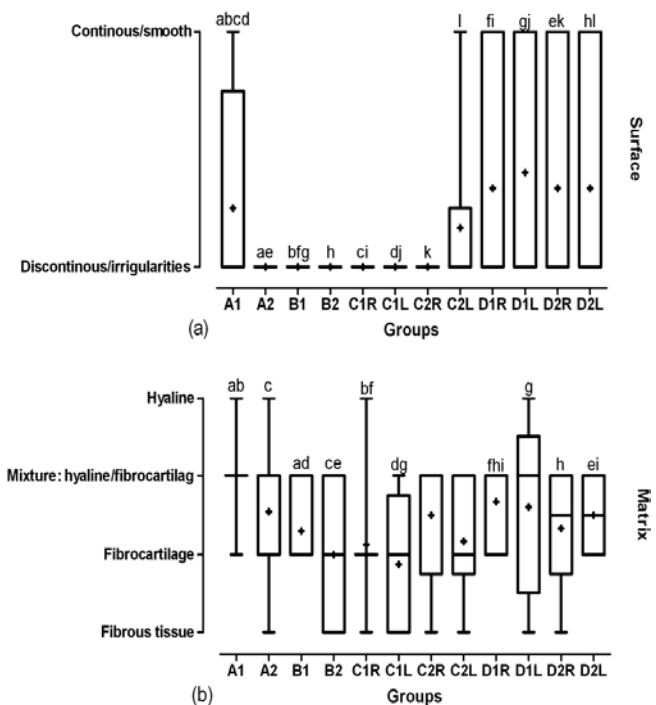 abcd
l fi gj ek hl
Continous/smooth
Surface
ae bfg h ci dj k
Discontinous/irrigularities
A1 A2 B1 B2 C1R C1L C2R C2L D1R D1L D2R D2L
(a)
Groups
ab c bf g
Hyaline
ad ce dg fhi h ei
Mixture: hyaline/fibrocartilag
Matrix
Fibrocartilage
Fibrous tissue
A1 A2 B1 B2 C1R C1L C2R C2L D1R D1L D2R D2L
(b)
Groups